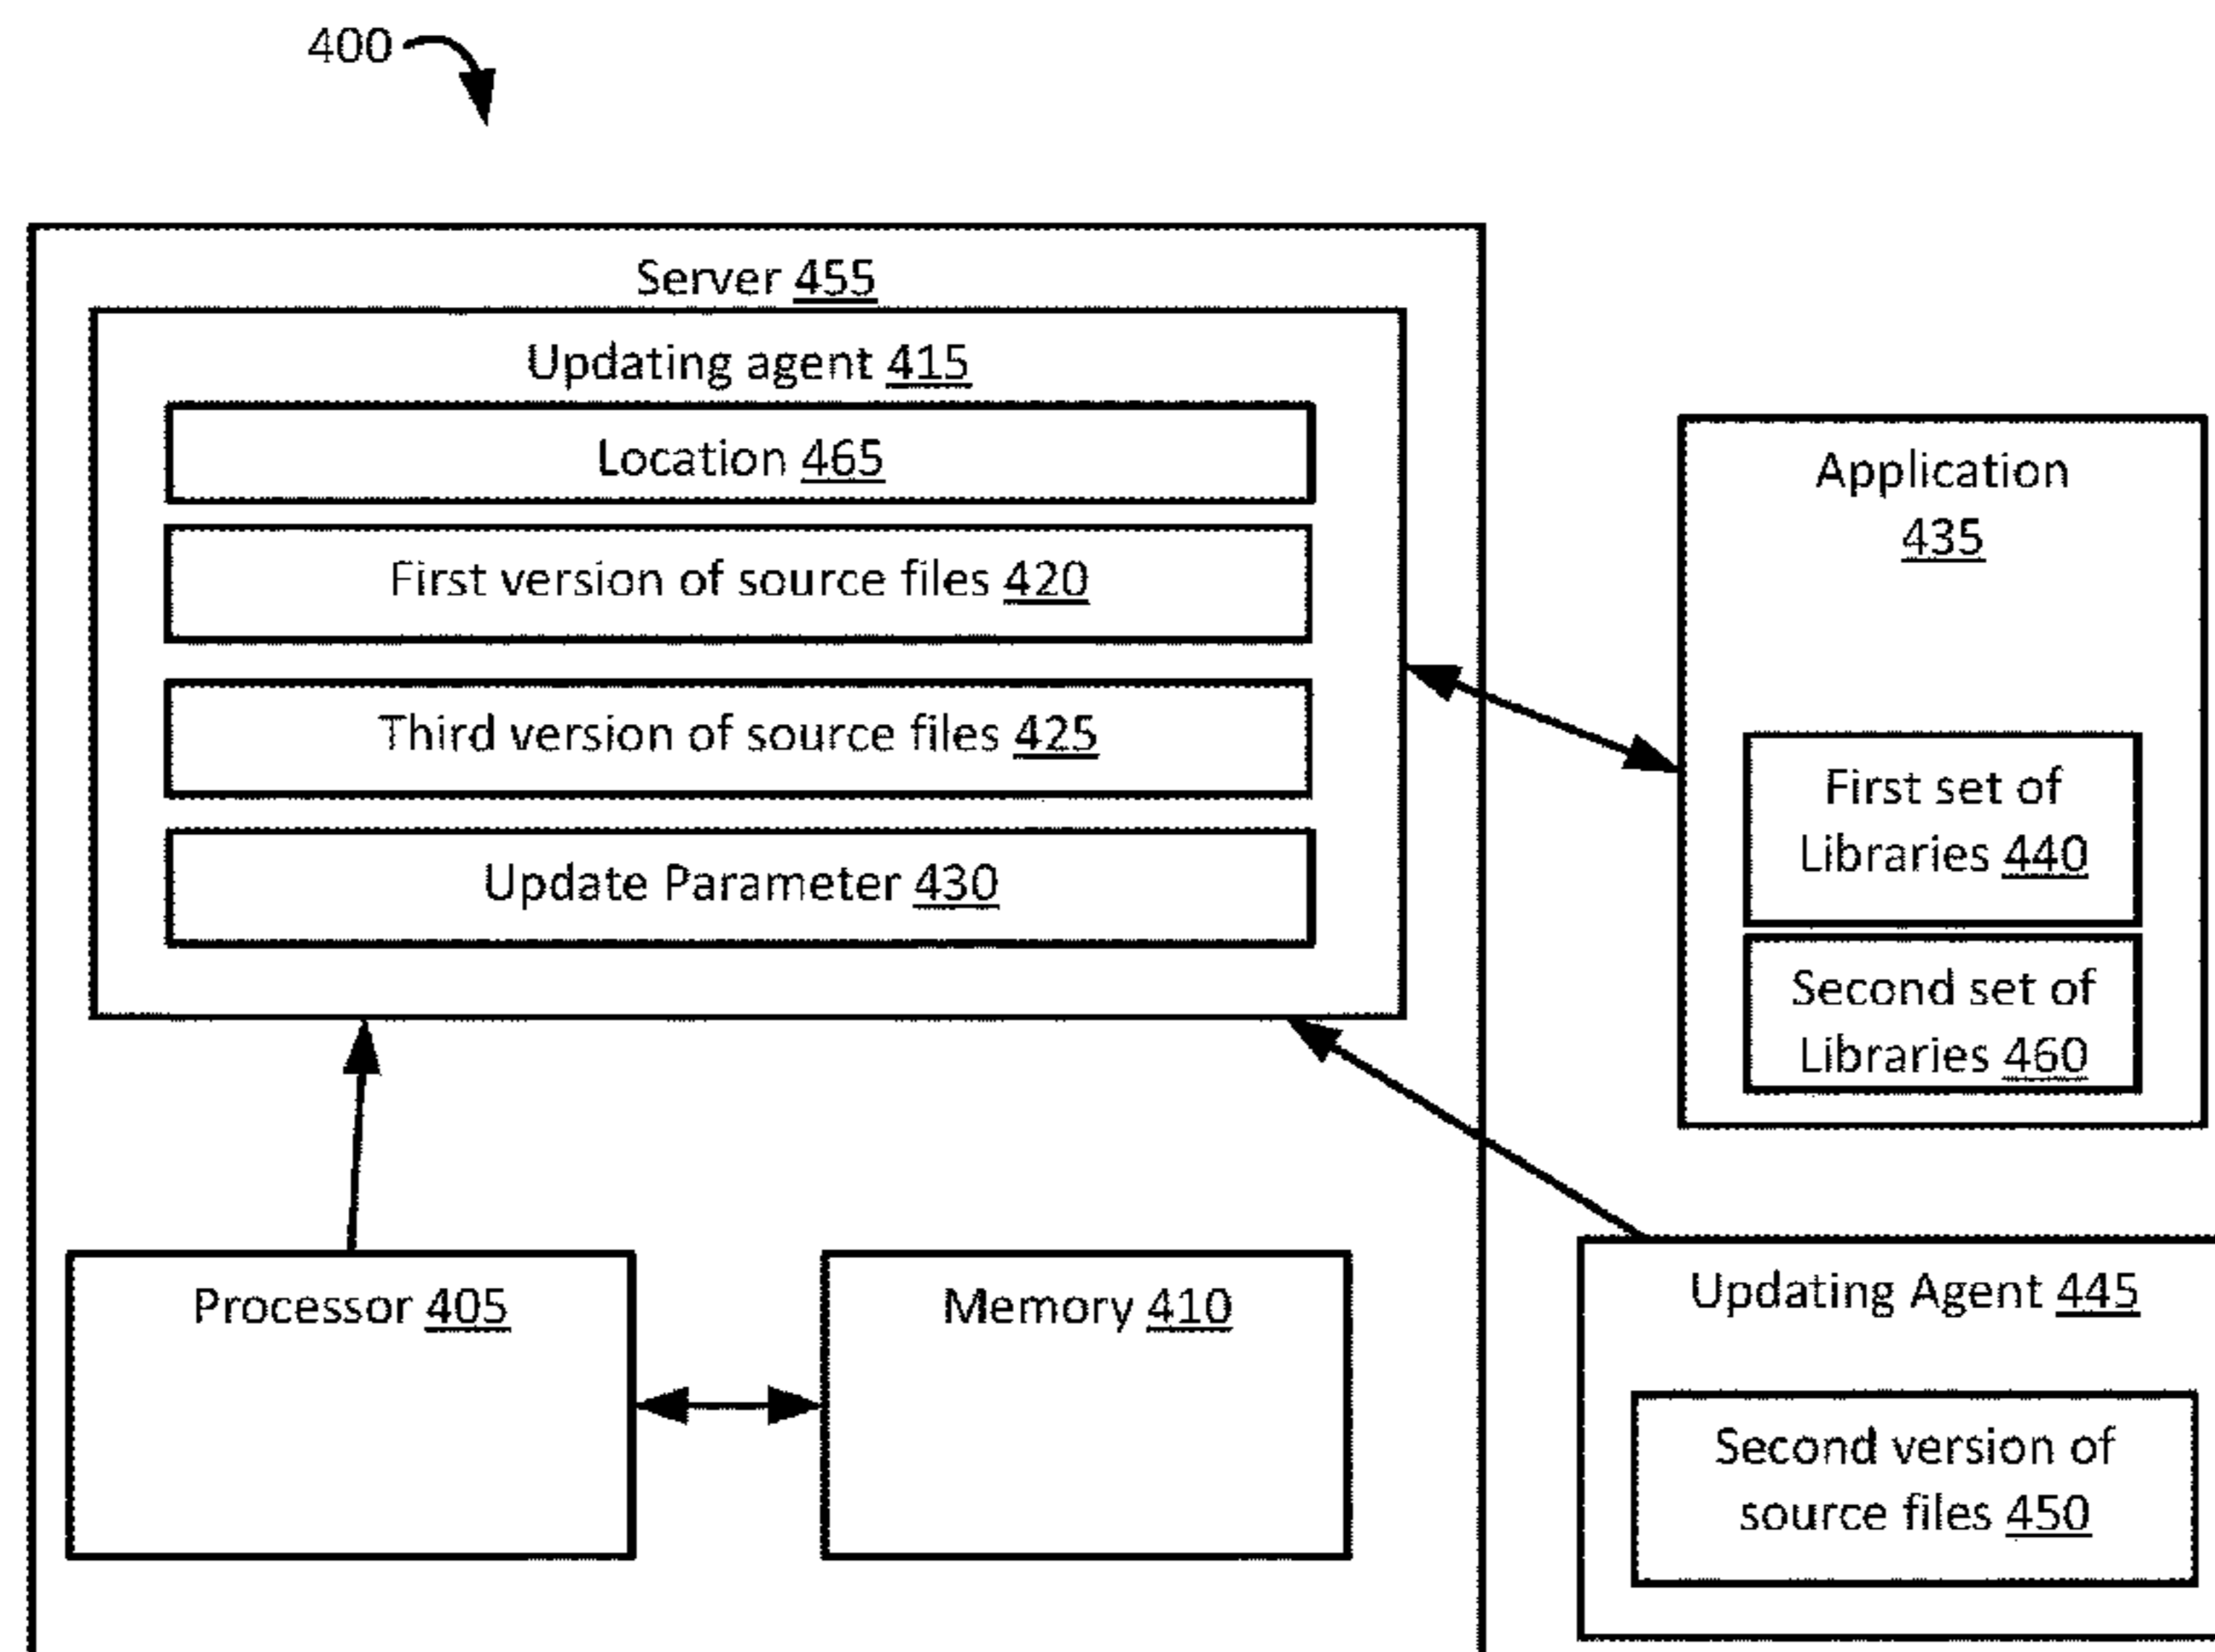 400
Server 455
Updating agent 415
Location 465
First version of source files 420
Third version of source files 425
Update Parameter 430
Processor 405
Memory 410
Application
435
First set of
Libraries 440
Second set of
Libraries 460
Updating Agent 445
Second version of
source files 450